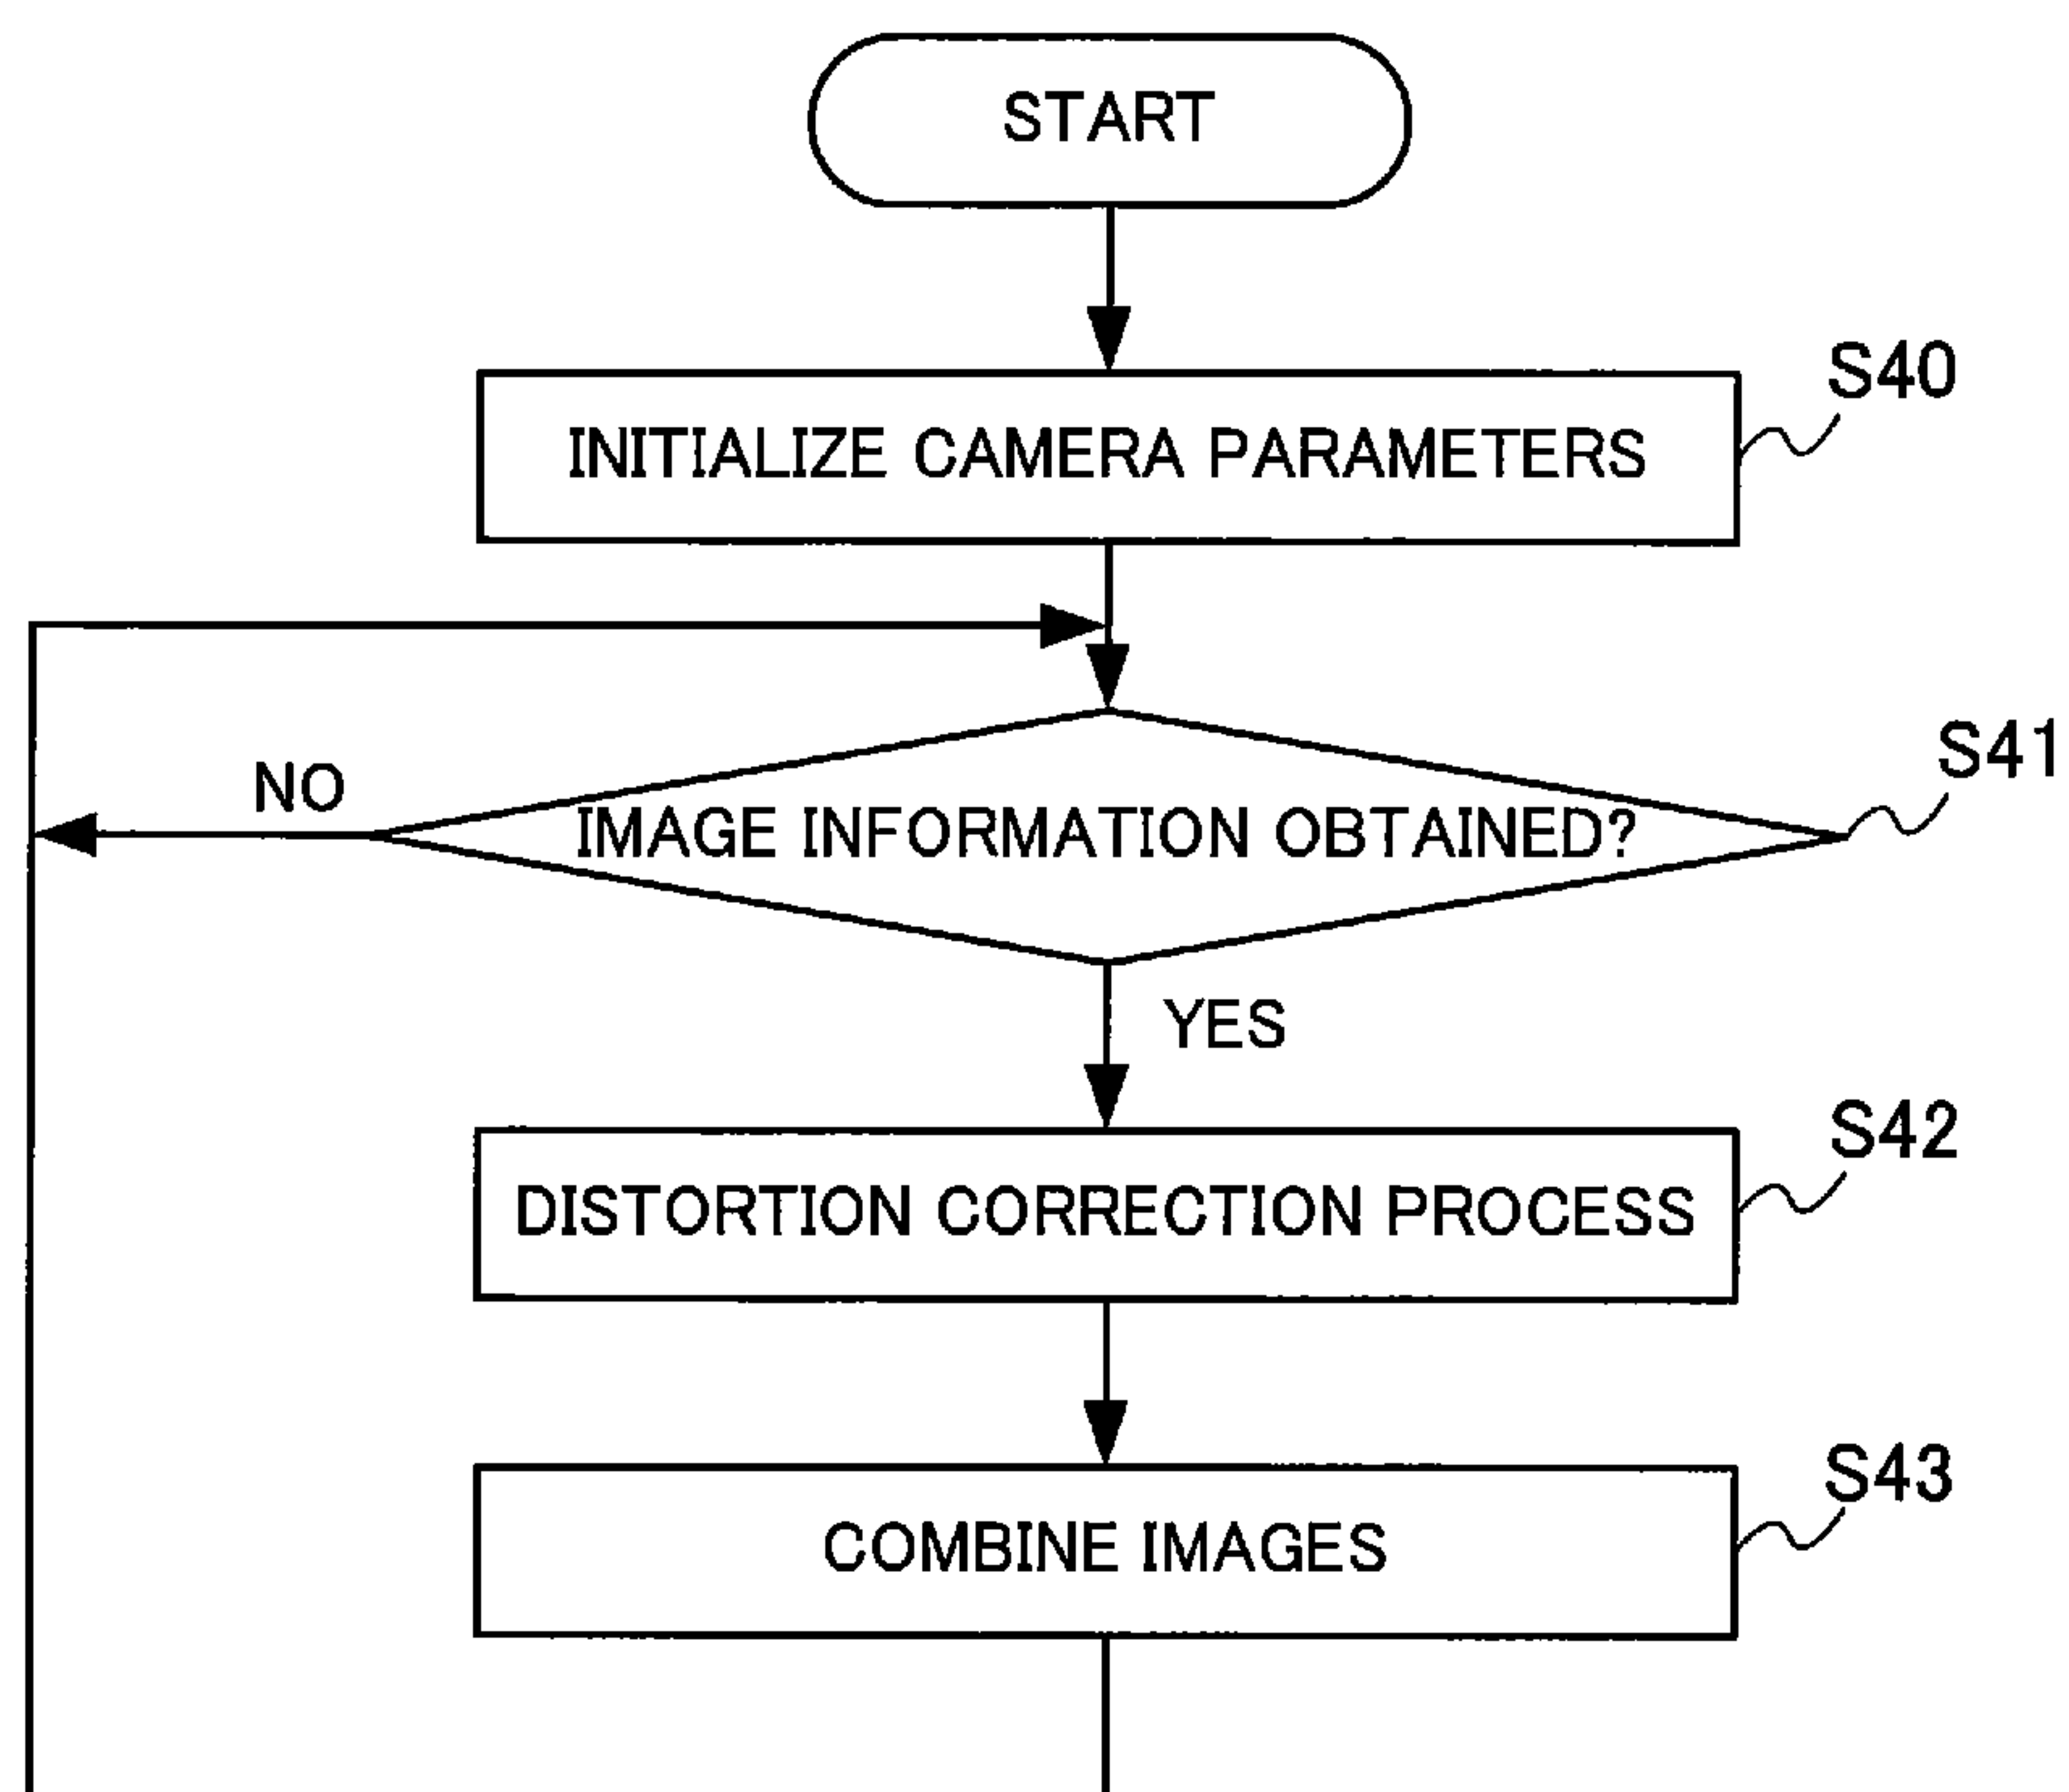 START
S40
INITIALIZE CAMERA PARAMETERS
S41
NO
IMAGE INFORMATION OBTAINED?
YES
S42
DISTORTION CORRECTION PROCESS
S43
COMBINE IMAGES